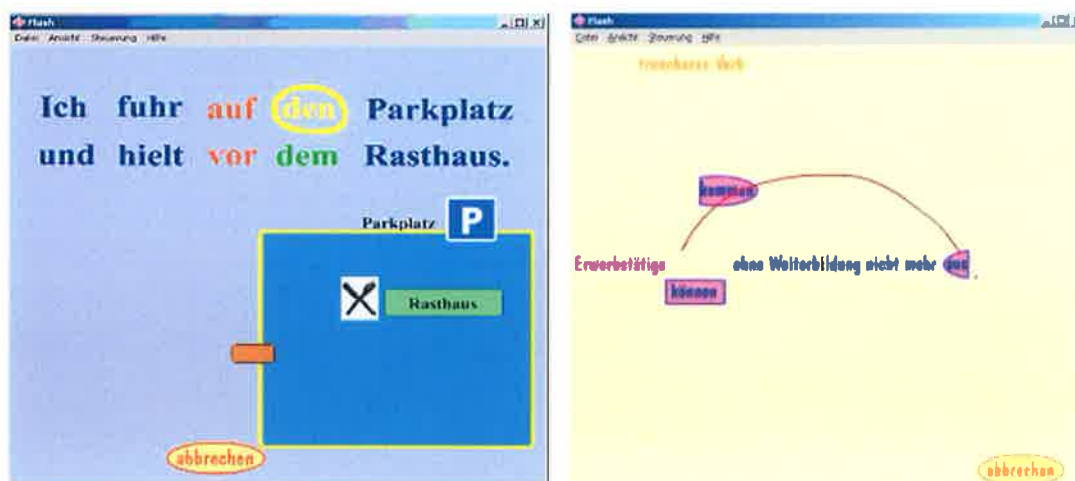 Flash
Datei Ansicht Steuerung Hilfe
Ich fuhr auf den Parkplatz
und hielt vor dem Rasthaus.
Parkplatz P
Rasthaus
abbrechen
Flash
Datei Ansicht Steuerung Hilfe
trennbares Verb
kommen
Erwerbstätige ohne Weiterbildung nicht mehr aus .
können
abbrechen